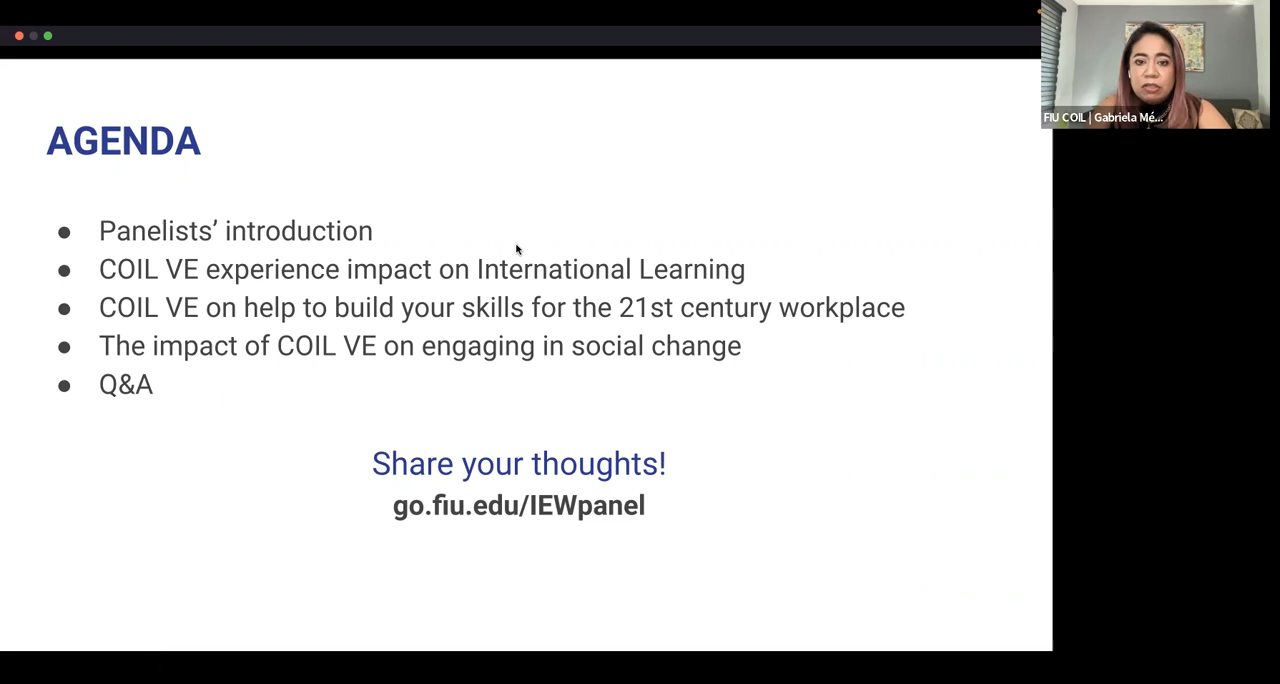 AGENDA
● Panelists’ introduction
● COIL VE experience impact on International Learning
● COIL VE on help to build your skills for the 21st century workplace
● The impact of COIL VE on engaging in social change
● Q&A
Share your thoughts!
go.fiu.edu/IEWpanel
FIU COIL | Gabriela Mé...